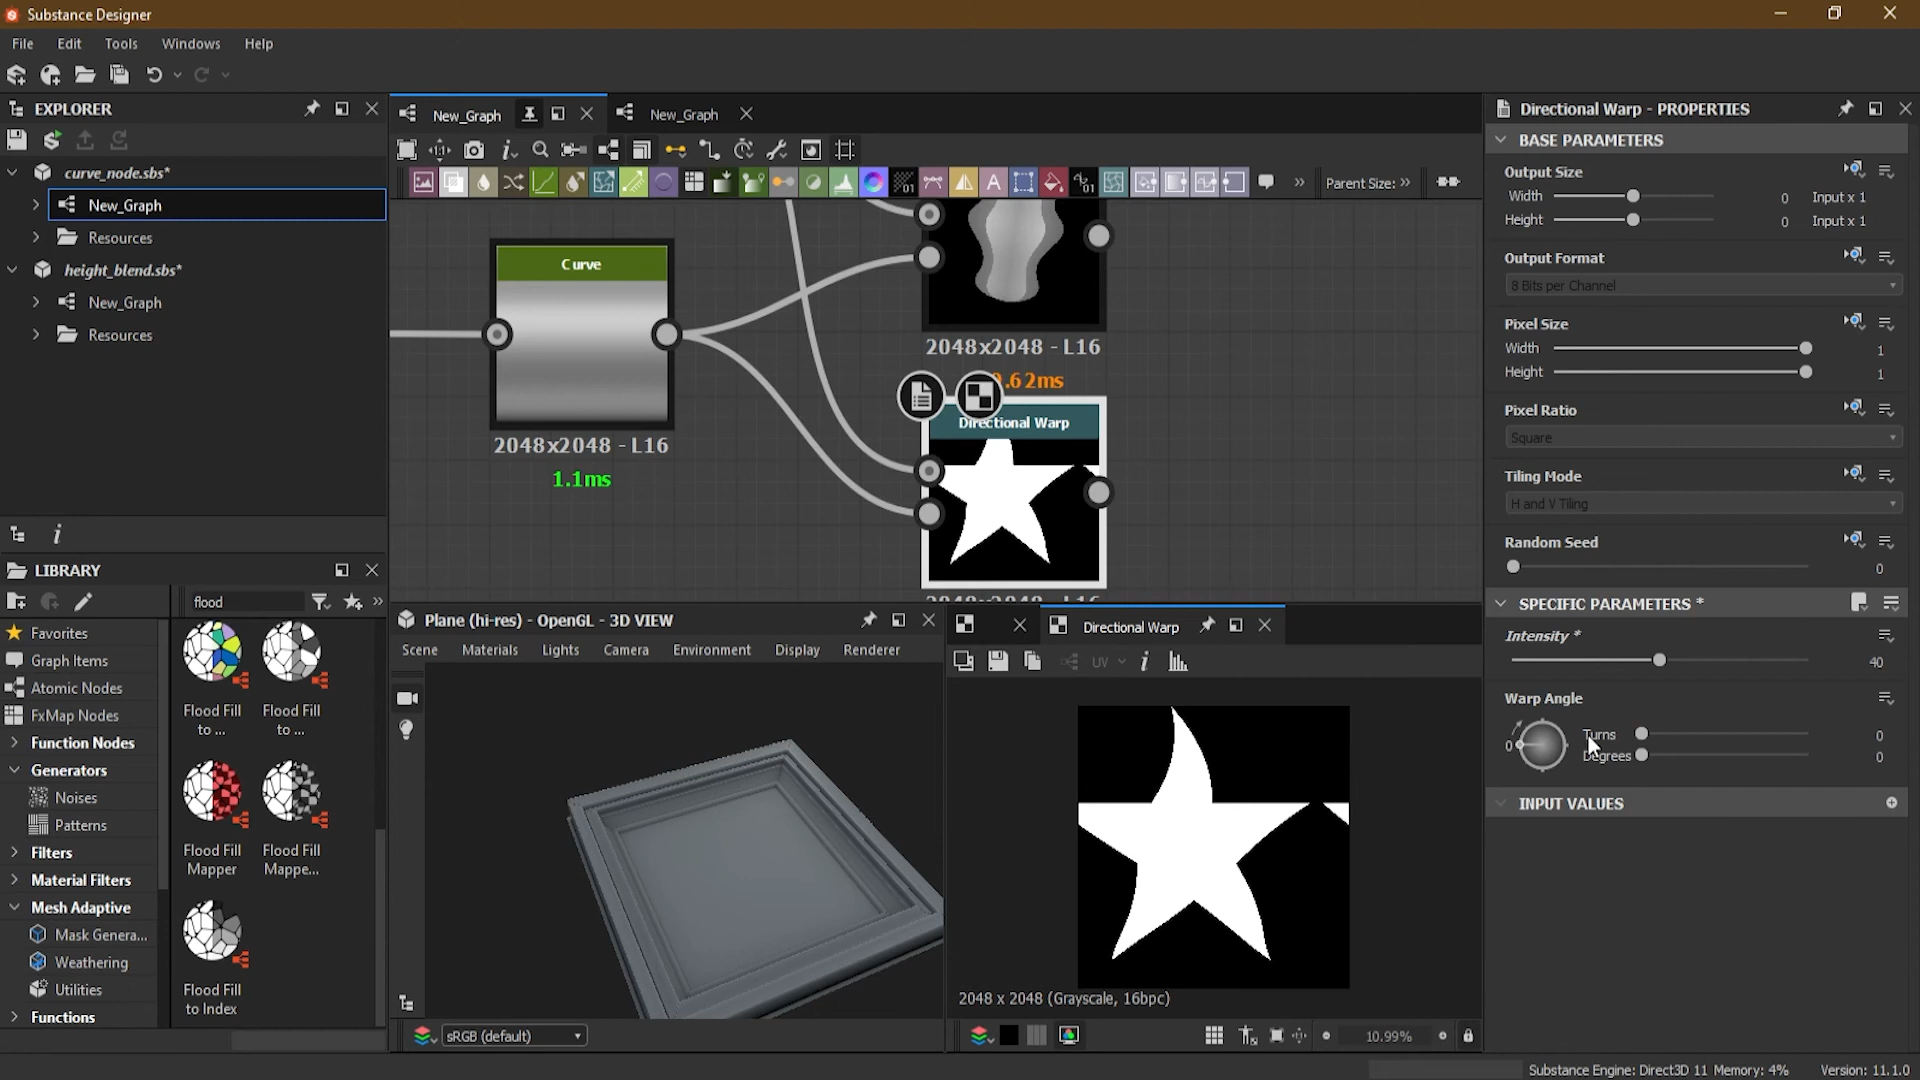 Substance Designer
File Edit Tools Windows Help
EXPLORER
curve_node.sbs*
New_Graph
Resources
height_blend.sbs*
New_Graph
Resources
LIBRARY
flood
Favorites
Graph Items
Atomic Nodes
FxMap Nodes
Function Nodes
Generators
Noises
Patterns
Filters
Material Filters
Mesh Adaptive
Mask Genera...
Weathering
Utilities
Functions
Flood Fill to ...
Flood Fill to ...
Flood Fill Mapper
Flood Fill Mappe...
Flood Fill to Index
New_Graph
New_Graph
Parent Size:
Curve
2048x2048 - L16
1.1ms
2048x2048 - L16
.62ms
Directional Warp
Plane (hi-res) - OpenGL - 3D VIEW
Scene Materials Lights Camera Environment Display Renderer
sRGB (default)
Directional Warp
UV
2048 x 2048 (Grayscale, 16bpc)
10.99%
Directional Warp - PROPERTIES
BASE PARAMETERS
Output Size
Width 0 Input x 1
Height 0 Input x 1
Output Format
8 Bits per Channel
Pixel Size
Width 1
Height 1
Pixel Ratio
Square
Tiling Mode
H and V Tiling
Random Seed
0
SPECIFIC PARAMETERS *
Intensity *
40
Warp Angle
0
Turns 0
Degrees 0
INPUT VALUES
Substance Engine: Direct3D 11 Memory: 4% Version: 11.1.0